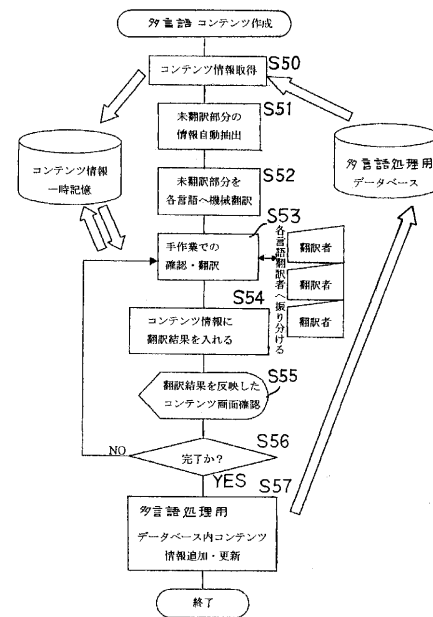 多言語コンテンツ作成
コンテンツ情報取得
S50
未翻訳部分の
情報自動抽出
S51
コンテンツ情報
一時記憶
多言語処理用
データベース
未翻訳部分を
各言語へ機械翻訳
S52
手作業での
確認・翻訳
S53
各言語翻訳者へ振り分ける
翻訳者
翻訳者
翻訳者
コンテンツ情報に
翻訳結果を入れる
S54
翻訳結果を反映した
コンテンツ画面確認
S55
完了か?
S56
NO
YES
多言語処理用
データベース内コンテンツ
情報追加・更新
S57
終了